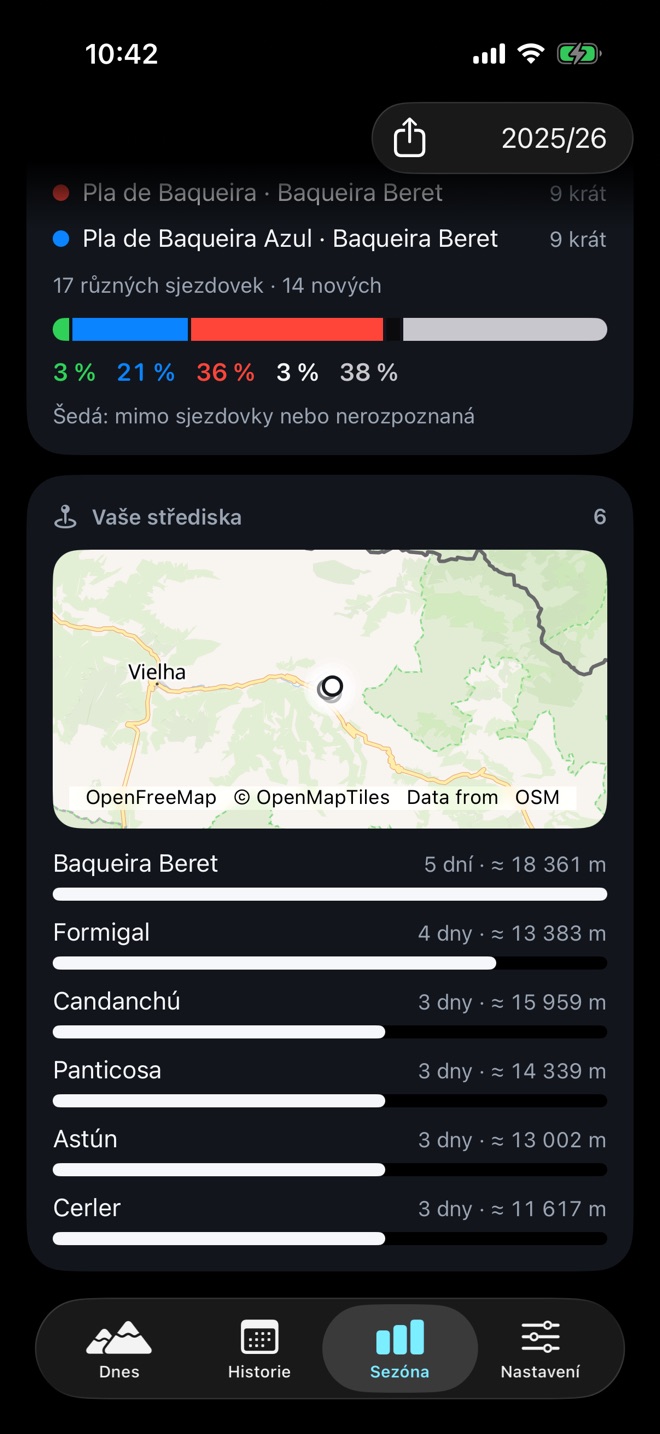 10:42
2025/26
Pla de Baqueira · Baqueira Beret 9 krát
Pla de Baqueira Azul · Baqueira Beret 9 krát
17 různých sjezdovek · 14 nových
3 % 21 % 36 % 3 % 38 %
Šedá: mimo sjezdovky nebo nerozpoznaná
Vaše střediska 6
Vielha
OpenFreeMap © OpenMapTiles Data from OSM
Baqueira Beret 5 dní · ≈ 18 361 m
Formigal 4 dny · ≈ 13 383 m
Candanchú 3 dny · ≈ 15 959 m
Panticosa 3 dny · ≈ 14 339 m
Astún 3 dny · ≈ 13 002 m
Cerler 3 dny · ≈ 11 617 m
Dnes Historie Sezóna Nastavení